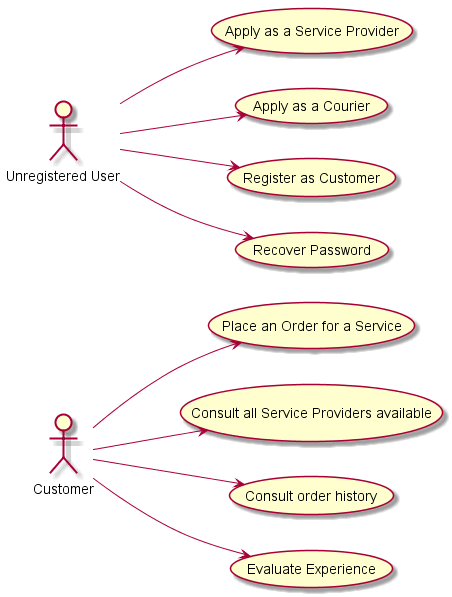 Apply as a Service Provider
Apply as a Courier
Unregistered User
Register as Customer
Recover Password
Place an Order for a Service
Consult all Service Providers available
Customer
Consult order history
Evaluate Experience